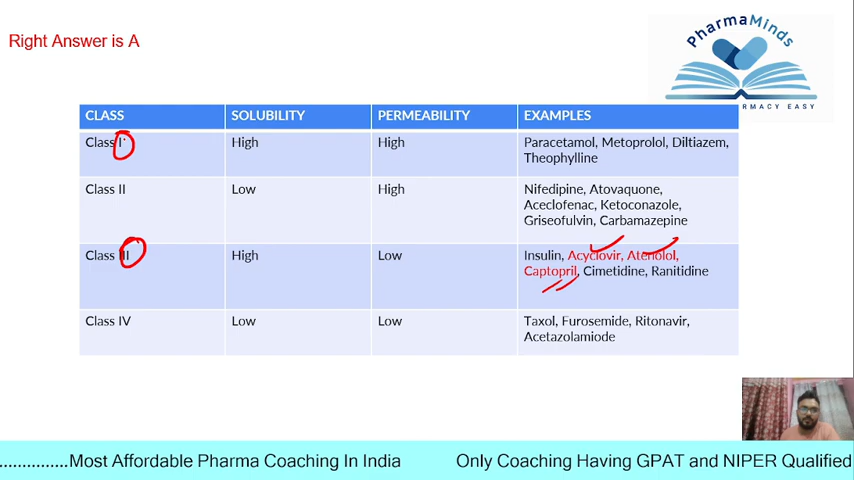 Right Answer is A
PharmaMinds
RMACY EASY
CLASS SOLUBILITY PERMEABILITY EXAMPLES
Class I High High Paracetamol, Metoprolol, Diltiazem,
Theophylline
Class II Low High Nifedipine, Atovaquone,
Aceclofenac, Ketoconazole,
Griseofulvin, Carbamazepine
Class III High Low Insulin, Acyclovir, Atenolol,
Captopril, Cimetidine, Ranitidine
Class IV Low Low Taxol, Furosemide, Ritonavir,
Acetazolamiode
...............Most Affordable Pharma Coaching In India Only Coaching Having GPAT and NIPER Qualified